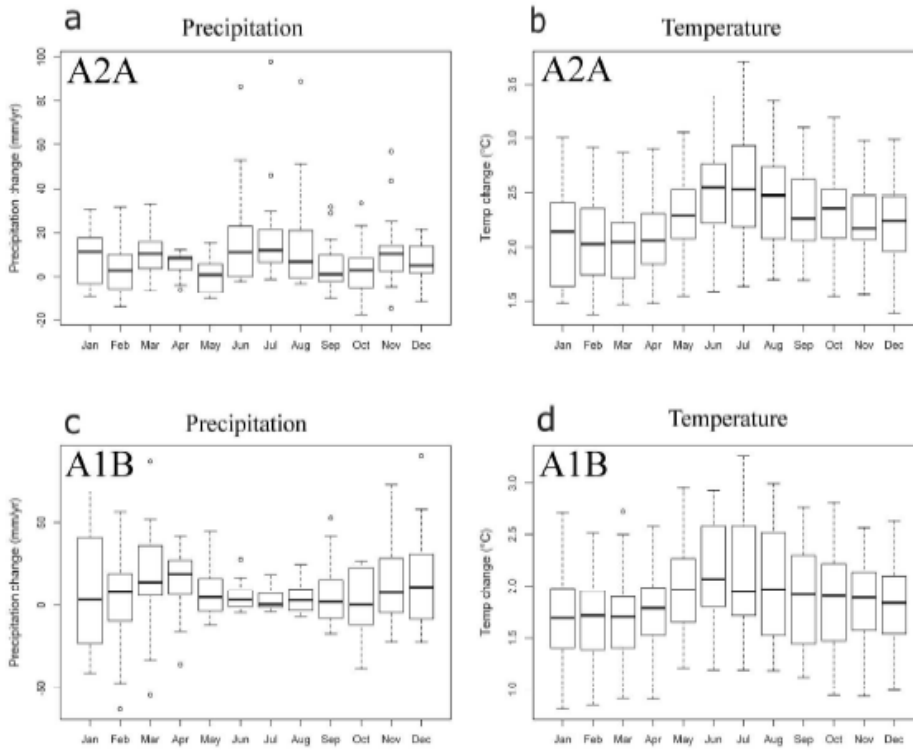 a Precipitation
A2A
Precipitation change (mm/yr)
100
80
60
40
20
0
-20
Jan Feb Mar Apr May Jun Jul Aug Sep Oct Nov Dec
b Temperature
A2A
Temp change (°C)
3.5
3.0
2.5
2.0
1.5
Jan Feb Mar Apr May Jun Jul Aug Sep Oct Nov Dec
c Precipitation
A1B
Precipitation change (mm/yr)
50
0
-50
Jan Feb Mar Apr May Jun Jul Aug Sep Oct Nov Dec
d Temperature
A1B
Temp change (°C)
3.0
2.5
2.0
1.5
1.0
Jan Feb Mar Apr May Jun Jul Aug Sep Oct Nov Dec